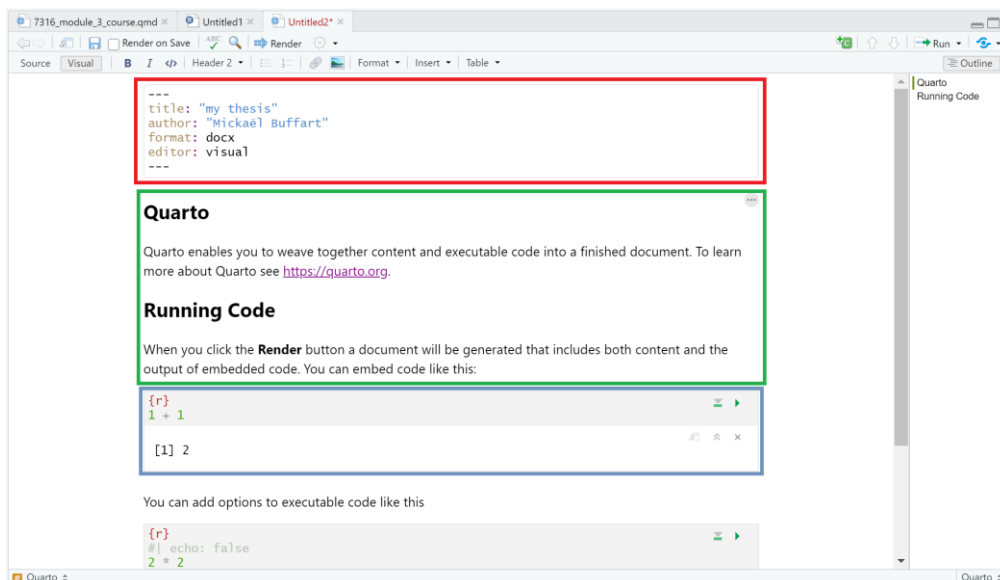 7316_module_3_course.qmd × Untitled1 × Untitled2* ×
Render on Save ABC Render Run
Source Visual B I </> Header 2 Format Insert Table Outline
---
title: "my thesis"
author: "Mickaël Buffart"
format: docx
editor: visual
---
Quarto
Quarto enables you to weave together content and executable code into a finished document. To learn
more about Quarto see https://quarto.org.
Running Code
When you click the Render button a document will be generated that includes both content and the
output of embedded code. You can embed code like this:
{r}
1 + 1
[1] 2
You can add options to executable code like this
{r}
#| echo: false
2 * 2
Quarto
Running Code
Quarto Quarto